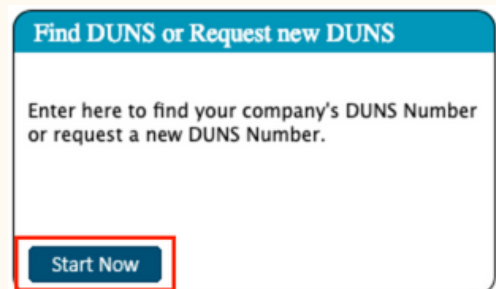 Find DUNS or Request new DUNS
Enter here to find your company's DUNS Number
or request a new DUNS Number.
Start Now